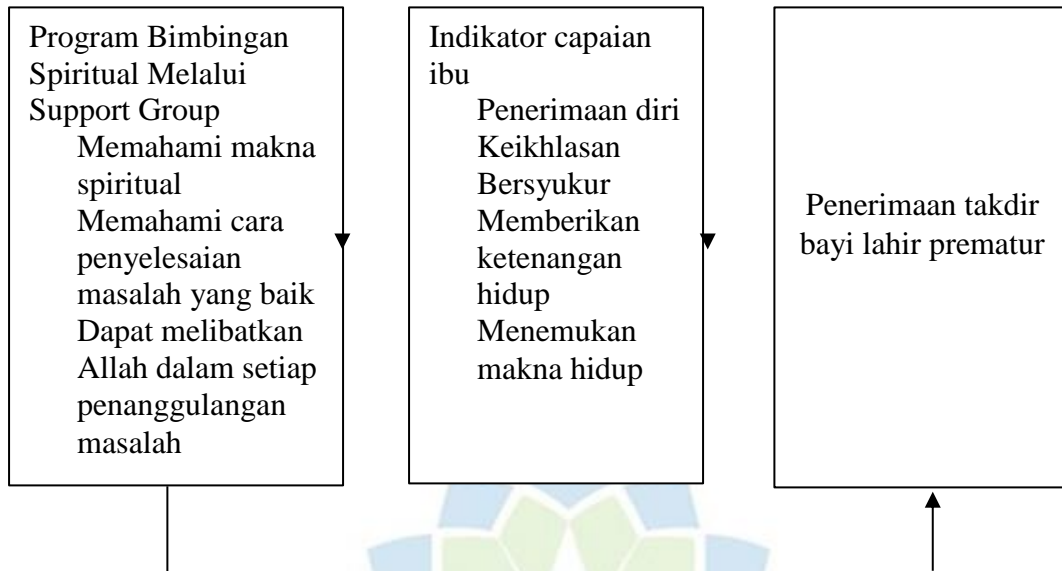 Program Bimbingan
Spiritual Melalui
Support Group
Memahami makna
spiritual
Memahami cara
penyelesaian
masalah yang baik
Dapat melibatkan
Allah dalam setiap
penanggulangan
masalah
Indikator capaian
ibu
Penerimaan diri
Keikhlasan
Bersyukur
Memberikan
ketenangan
hidup
Menemukan
makna hidup
Penerimaan takdir
bayi lahir prematur